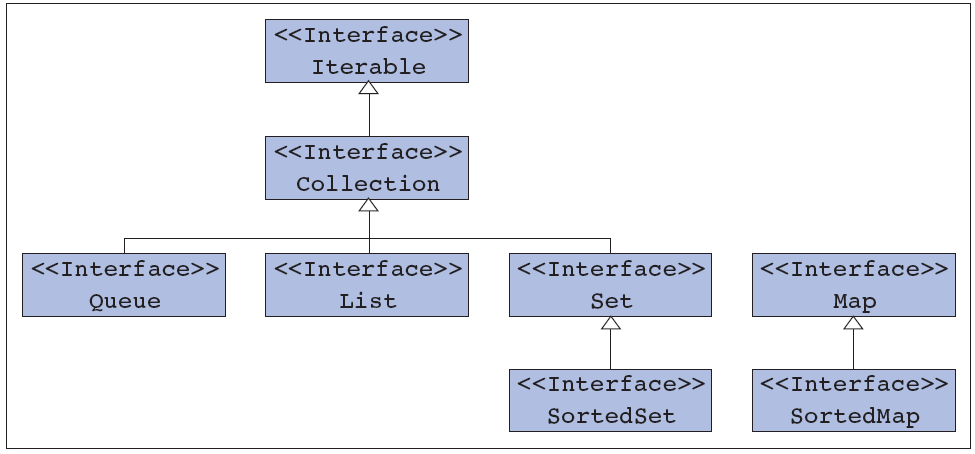 <<Interface>>
Iterable
<<Interface>>
Collection
<<Interface>>
Queue
<<Interface>>
List
<<Interface>>
Set
<<Interface>>
Map
<<Interface>>
SortedSet
<<Interface>>
SortedMap